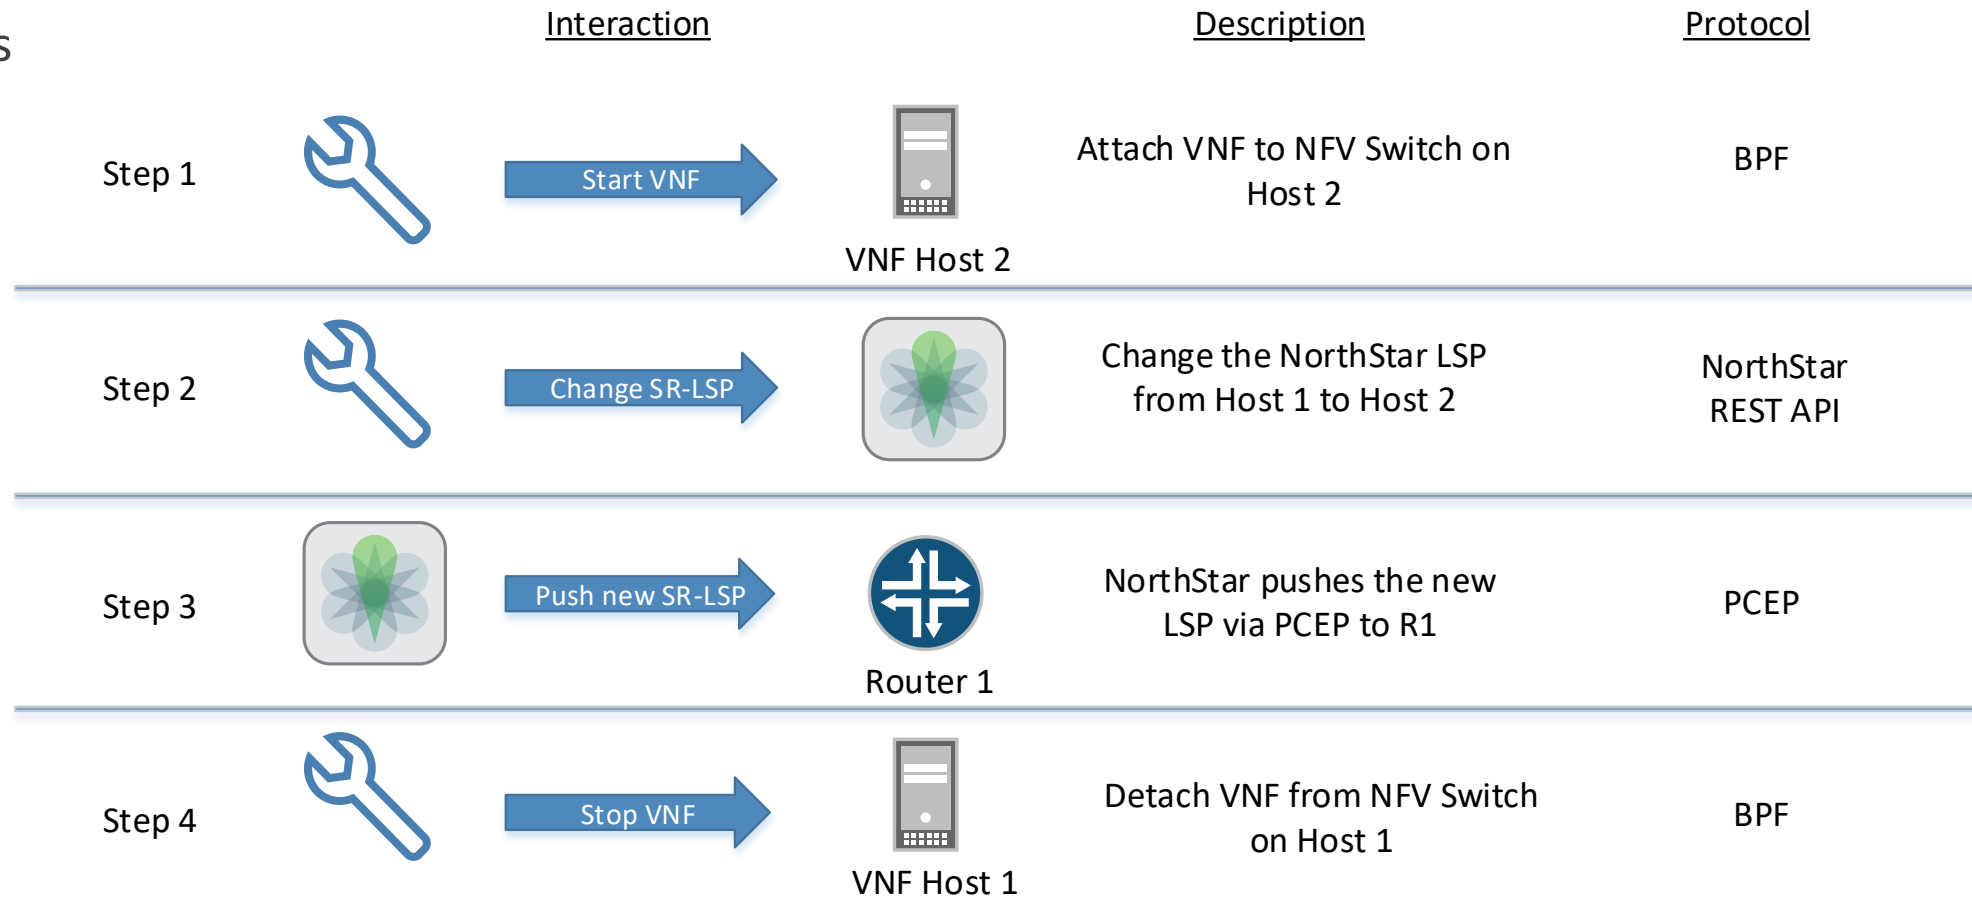 s
Interaction
Description
Protocol
Step 1
Start VNF
VNF Host 2
Attach VNF to NFV Switch on
Host 2
BPF
Step 2
Change SR-LSP
Change the NorthStar LSP
from Host 1 to Host 2
NorthStar
REST API
Step 3
Push new SR-LSP
Router 1
NorthStar pushes the new
LSP via PCEP to R1
PCEP
Step 4
Stop VNF
VNF Host 1
Detach VNF from NFV Switch
on Host 1
BPF